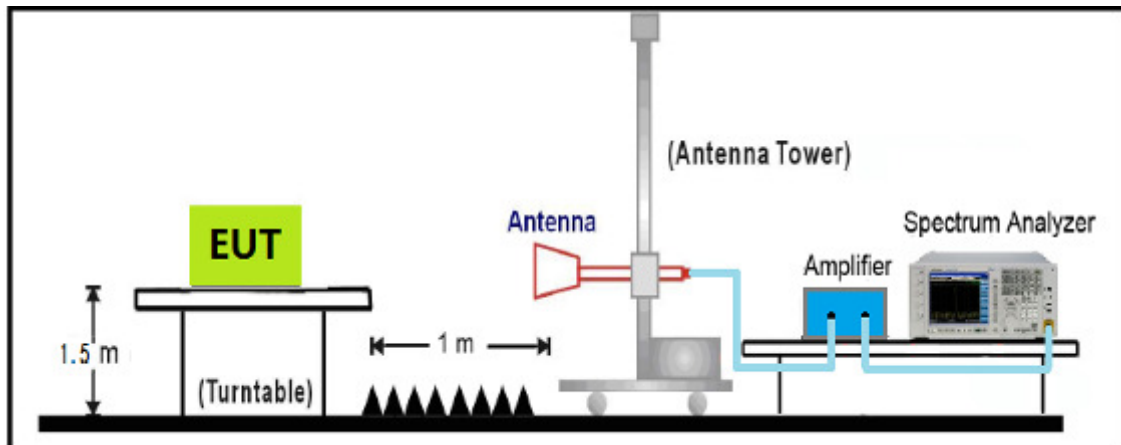 (Antenna Tower)
EUT
Antenna
Spectrum Analyzer
Amplifier
1.5 m
1 m
(Turntable)